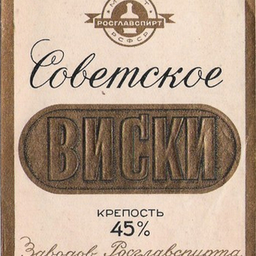 РОСГЛАВСПИРТ
РСФСР
Советское
ВИСКИ
КРЕПОСТЬ
45%
Заводов Росглавспирта